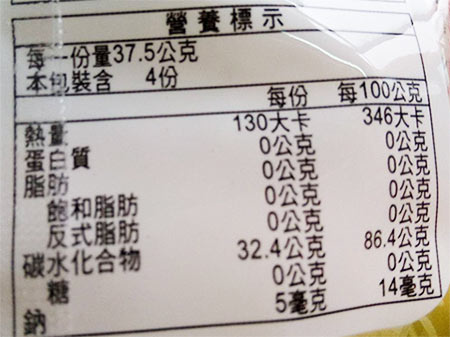 營養標示
每一份量37.5公克
本包裝含 4份
每份 每100公克
熱量 130大卡 346大卡
蛋白質 0公克 0公克
脂肪 0公克 0公克
飽和脂肪 0公克 0公克
反式脂肪 0公克 0公克
碳水化合物 32.4公克 86.4公克
糖 0公克 0公克
鈉 5毫克 14毫克